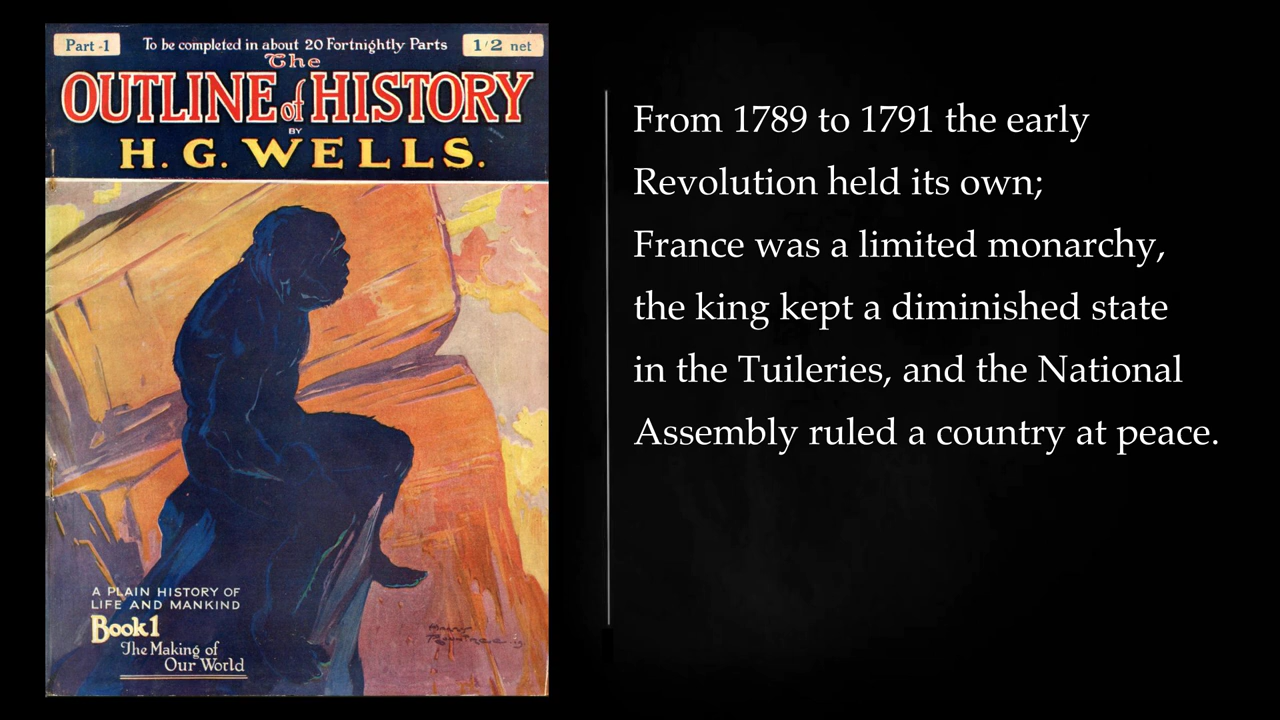 Part -1
To be completed in about 20 Fortnightly Parts
1/2 net
The
OUTLINE of HISTORY
BY
H. G. WELLS.
A PLAIN HISTORY OF
LIFE AND MANKIND
Book 1
The Making of
Our World
From 1789 to 1791 the early
Revolution held its own;
France was a limited monarchy,
the king kept a diminished state
in the Tuileries, and the National
Assembly ruled a country at peace.